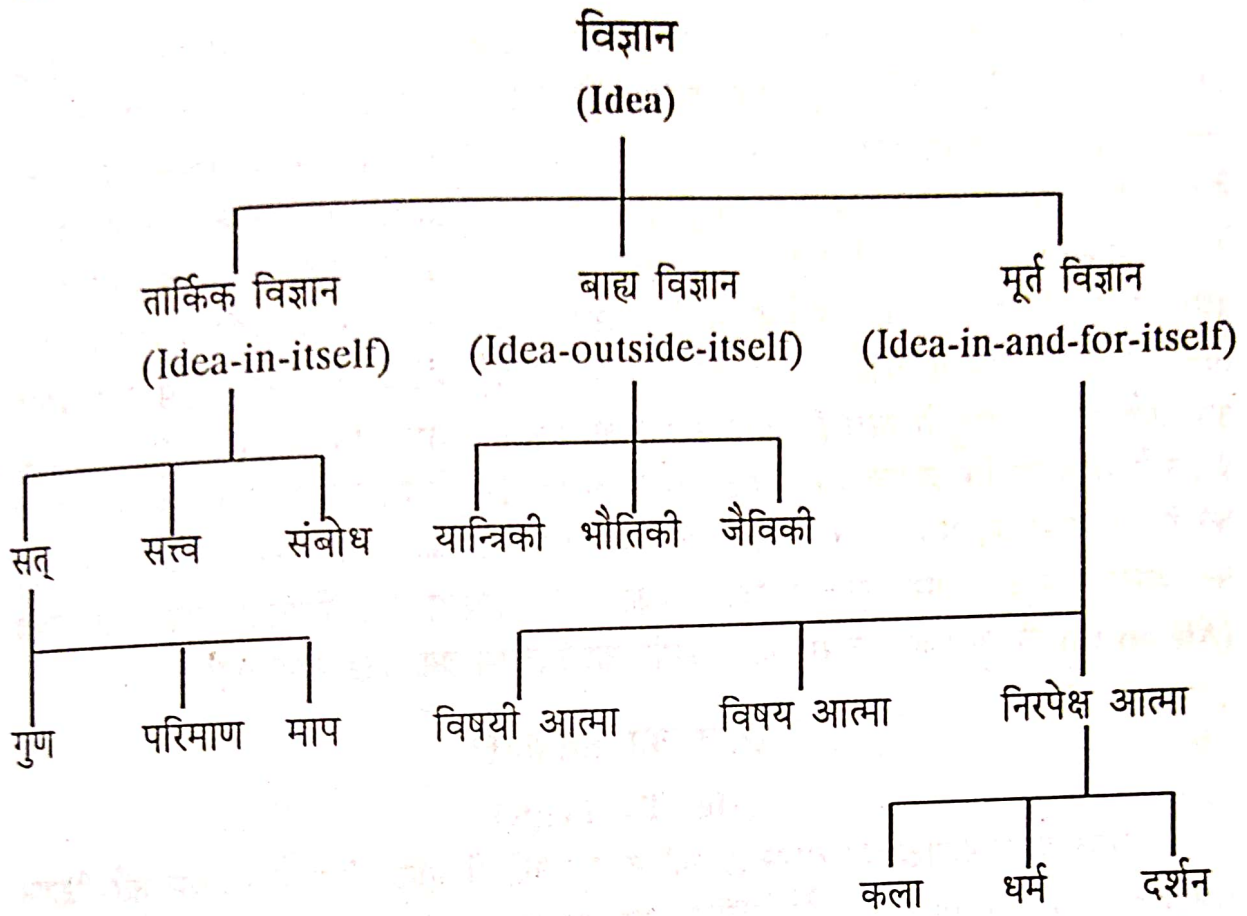 विज्ञान
(Idea)
तार्किक विज्ञान
(Idea-in-itself)
बाह्य विज्ञान
(Idea-outside-itself)
मूर्त विज्ञान
(Idea-in-and-for-itself)
सत्
सत्त्व
संबोध
यान्त्रिकी
भौतिकी
जैविकी
गुण
परिमाण
माप
विषयी आत्मा
विषय आत्मा
निरपेक्ष आत्मा
कला
धर्म
दर्शन